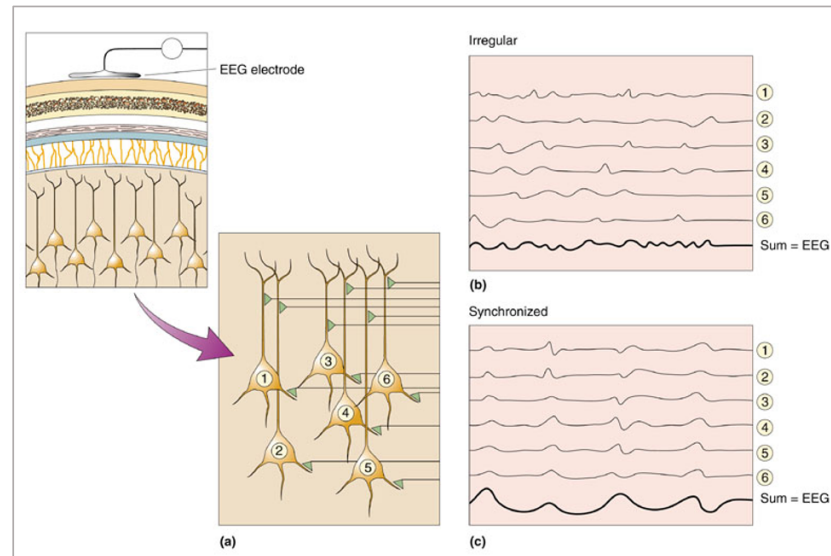 EEG electrode
1
2
3
4
5
6
(a)
Irregular
1
2
3
4
5
6
Sum = EEG
(b)
Synchronized
1
2
3
4
5
6
Sum = EEG
(c)